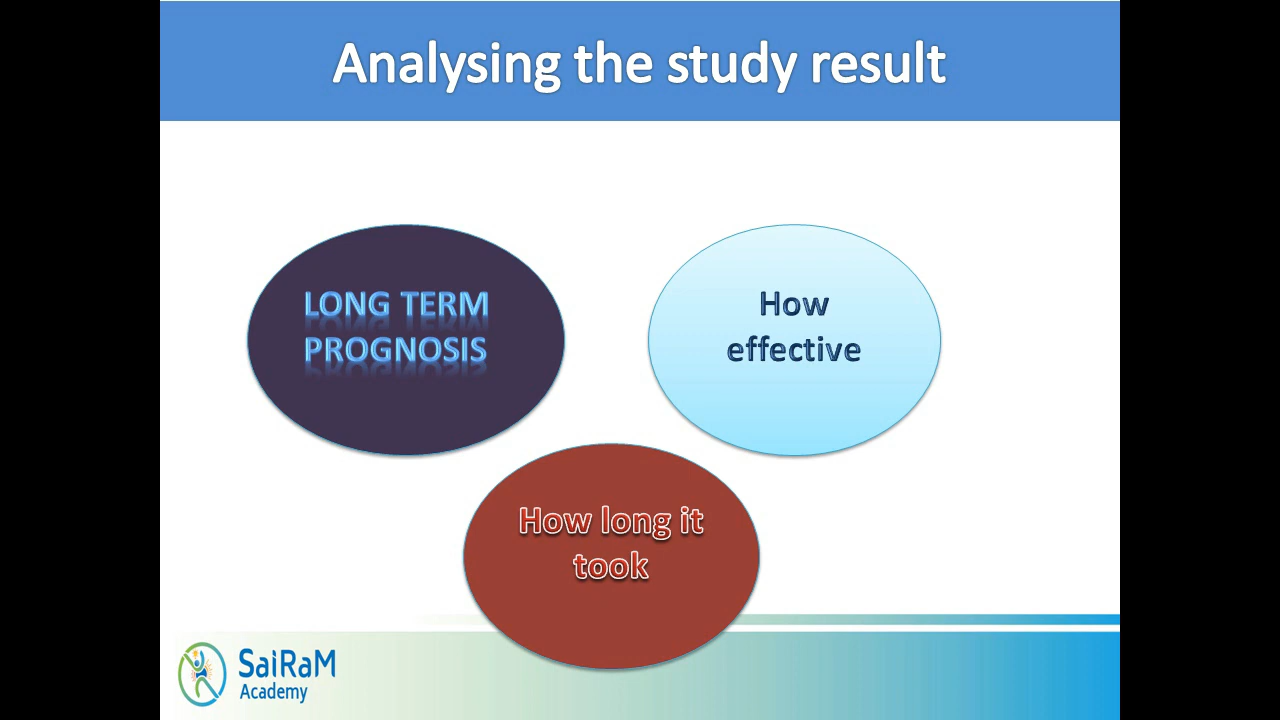 Analysing the study result
LONG TERM
PROGNOSIS
How
effective
How long it
took
SaiRaM
Academy